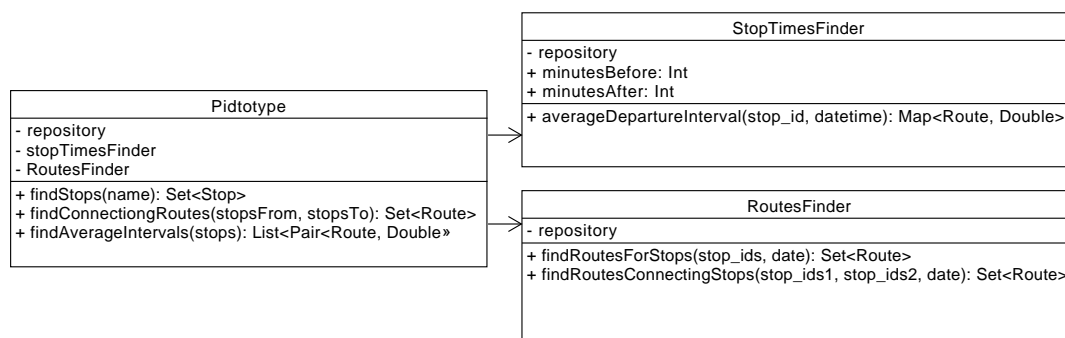 Pidtotype
- repository
- stopTimesFinder
- RoutesFinder
+ findStops(name): Set<Stop>
+ findConnectiongRoutes(stopsFrom, stopsTo): Set<Route>
+ findAverageIntervals(stops): List<Pair<Route, Double»
StopTimesFinder
- repository
+ minutesBefore: Int
+ minutesAfter: Int
+ averageDepartureInterval(stop_id, datetime): Map<Route, Double>
RoutesFinder
- repository
+ findRoutesForStops(stop_ids, date): Set<Route>
+ findRoutesConnectingStops(stop_ids1, stop_ids2, date): Set<Route>